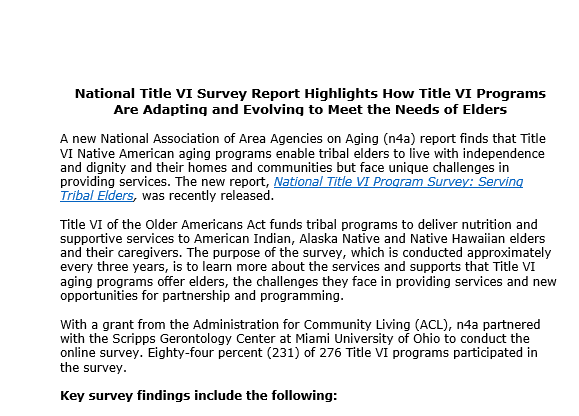 National Title VI Survey Report Highlights How Title VI Programs
Are Adapting and Evolving to Meet the Needs of Elders
A new National Association of Area Agencies on Aging (n4a) report finds that Title
VI Native American aging programs enable tribal elders to live with independence
and dignity and their homes and communities but face unique challenges in
providing services. The new report, National Title VI Program Survey: Serving
Tribal Elders, was recently released.
Title VI of the Older Americans Act funds tribal programs to deliver nutrition and
supportive services to American Indian, Alaska Native and Native Hawaiian elders
and their caregivers. The purpose of the survey, which is conducted approximately
every three years, is to learn more about the services and supports that Title VI
aging programs offer elders, the challenges they face in providing services and new
opportunities for partnership and programming.
With a grant from the Administration for Community Living (ACL), n4a partnered
with the Scripps Gerontology Center at Miami University of Ohio to conduct the
online survey. Eighty-four percent (231) of 276 Title VI programs participated in
the survey.
Key survey findings include the following: